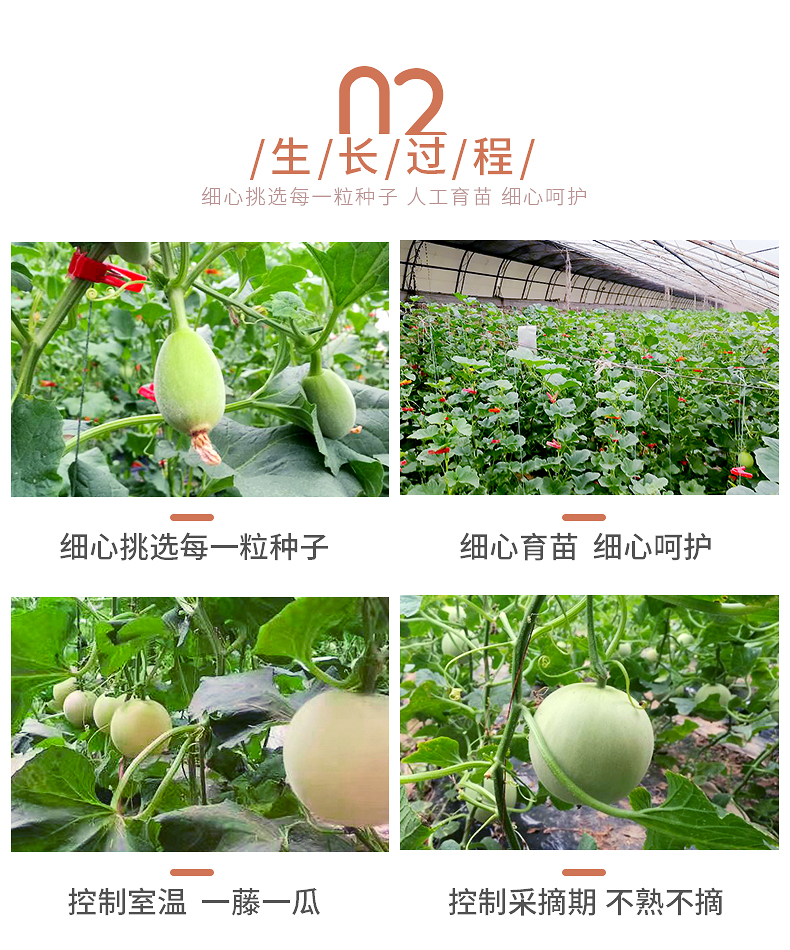 02
/生/长/过/程/
细心挑选每一粒种子 人工育苗 细心呵护
细心挑选每一粒种子
细心育苗 细心呵护
控制室温 一藤一瓜
控制采摘期 不熟不摘